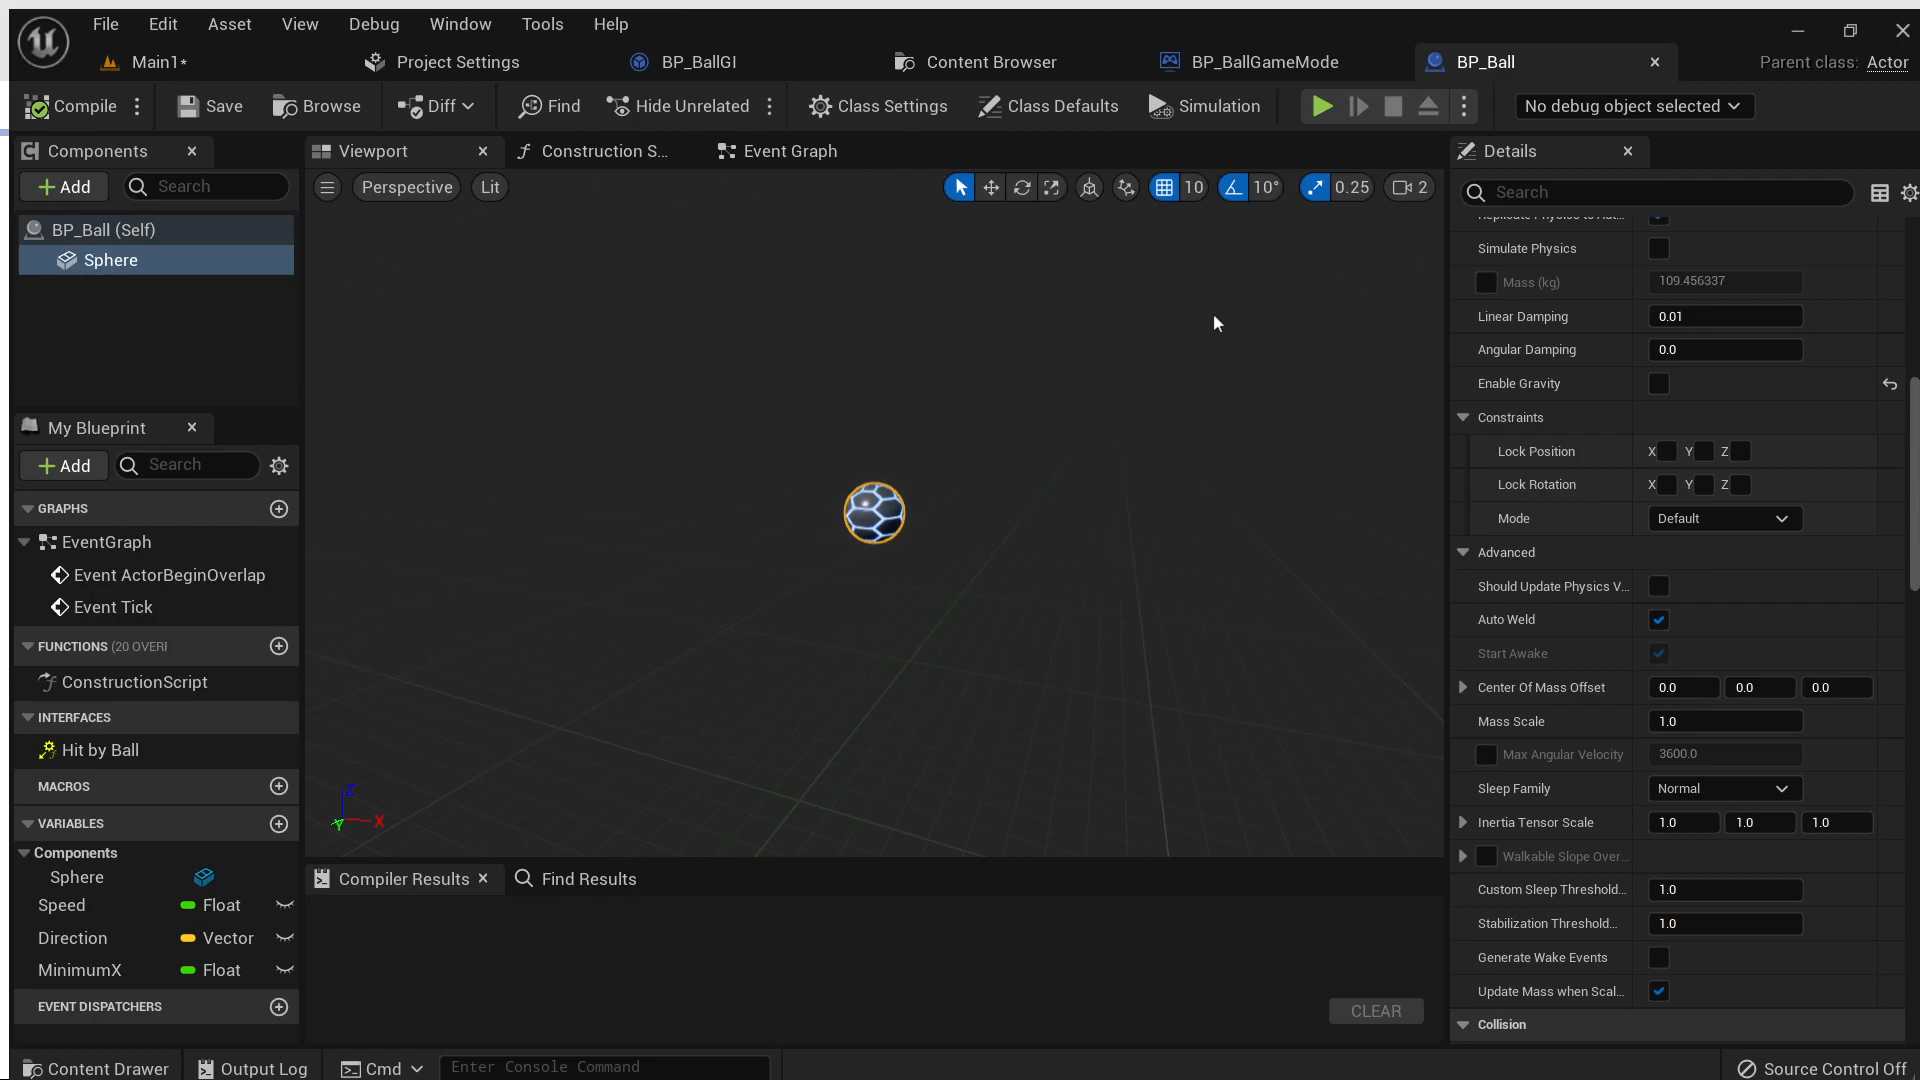 File Edit Asset View Debug Window Tools Help
Main1* Project Settings BP_BallGI Content Browser BP_BallGameMode BP_Ball Parent class: Actor
Compile Save Browse Diff Find Hide Unrelated Class Settings Class Defaults Simulation No debug object selected
Components
Add Search
BP_Ball (Self)
Sphere
My Blueprint
Add Search
GRAPHS
EventGraph
Event ActorBeginOverlap
Event Tick
FUNCTIONS (20 OVERI
ConstructionScript
INTERFACES
Hit by Ball
MACROS
VARIABLES
Components
Sphere
Speed Float
Direction Vector
MinimumX Float
EVENT DISPATCHERS
Viewport Construction S... Event Graph
Perspective Lit 10 10° 0.25 2
Z
Y X
Compiler Results Find Results
CLEAR
Details
Search
Replicate Physics to Aut...
Simulate Physics
Mass (kg) 109.456337
Linear Damping 0.01
Angular Damping 0.0
Enable Gravity
Constraints
Lock Position X Y Z
Lock Rotation X Y Z
Mode Default
Advanced
Should Update Physics V...
Auto Weld
Start Awake
Center Of Mass Offset 0.0 0.0 0.0
Mass Scale 1.0
Max Angular Velocity 3600.0
Sleep Family Normal
Inertia Tensor Scale 1.0 1.0 1.0
Walkable Slope Over...
Custom Sleep Threshold... 1.0
Stabilization Threshold... 1.0
Generate Wake Events
Update Mass when Scal...
Collision
Content Drawer Output Log Cmd Enter Console Command Source Control Off